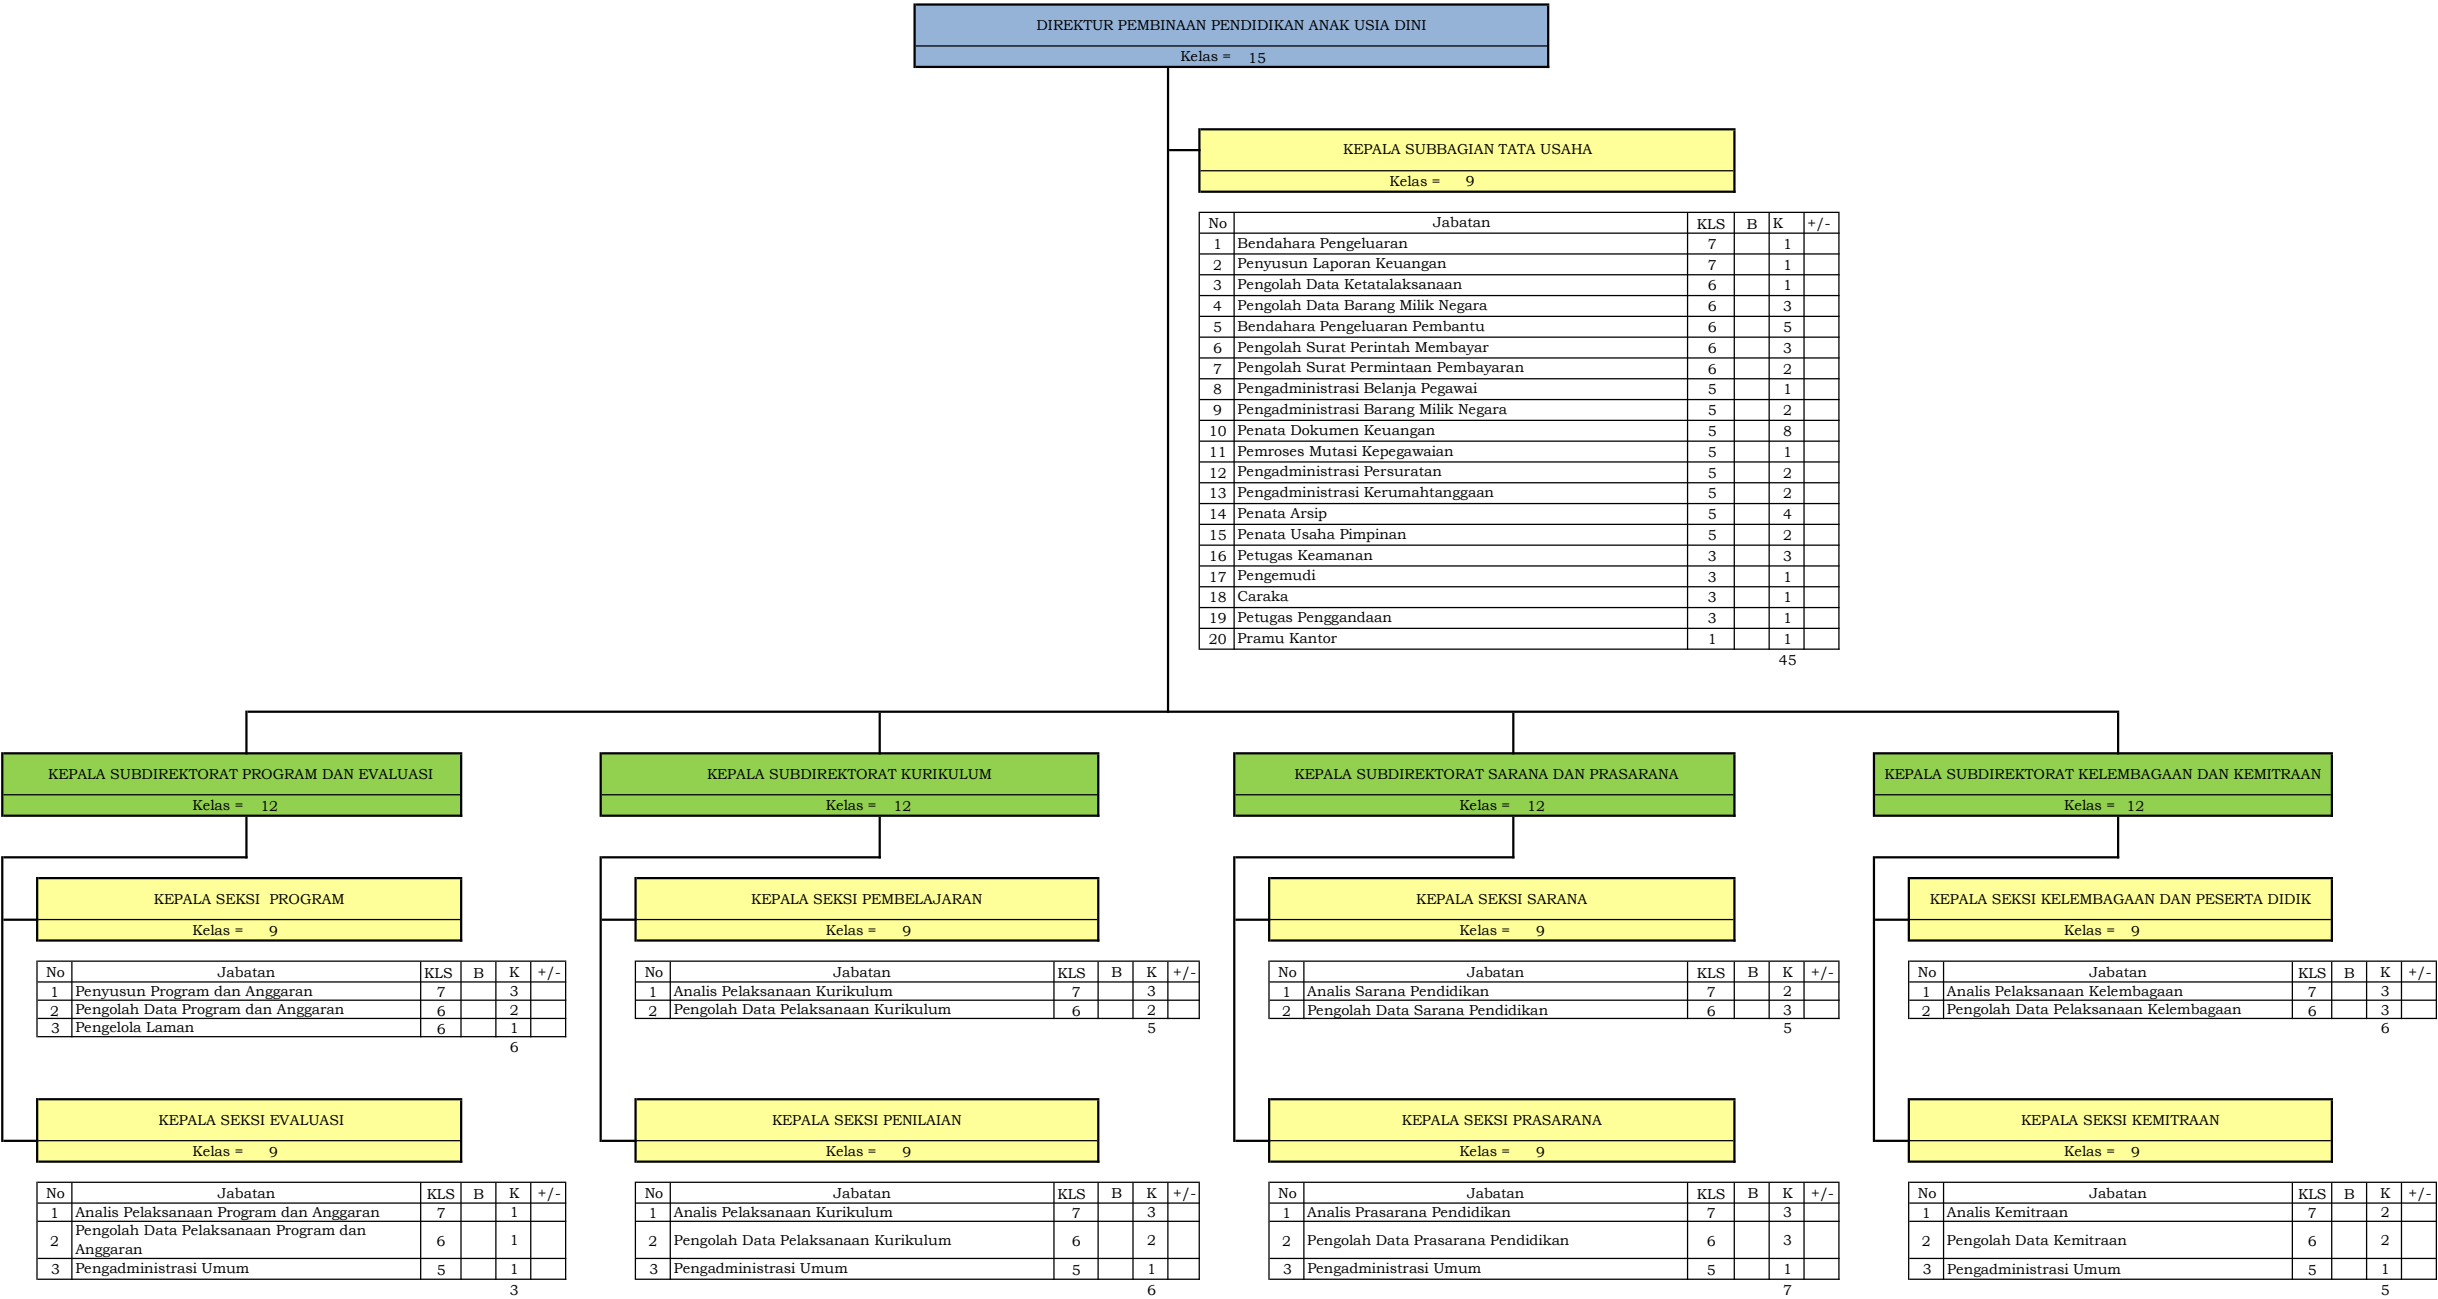 DIREKTUR PEMBINAAN PENDIDIKAN ANAK USIA DINI
Kelas = 15
KEPALA SUBBAGIAN TATA USAHA
Kelas = 9
No Jabatan KLS B K +/-
1 Bendahara Pengeluaran 7 1
2 Penyusun Laporan Keuangan 7 1
3 Pengolah Data Ketatalaksanaan 6 1
4 Pengolah Data Barang Milik Negara 6 3
5 Bendahara Pengeluaran Pembantu 6 5
6 Pengolah Surat Perintah Membayar 6 3
7 Pengolah Surat Permintaan Pembayaran 6 2
8 Pengadministrasi Belanja Pegawai 5 1
9 Pengadministrasi Barang Milik Negara 5 2
10 Penata Dokumen Keuangan 5 8
11 Pemroses Mutasi Kepegawaian 5 1
12 Pengadministrasi Persuratan 5 2
13 Pengadministrasi Kerumahtanggaan 5 2
14 Penata Arsip 5 4
15 Penata Usaha Pimpinan 5 2
16 Petugas Keamanan 3 3
17 Pengemudi 3 1
18 Caraka 3 1
19 Petugas Penggandaan 3 1
20 Pramu Kantor 1 1
45
KEPALA SUBDIREKTORAT PROGRAM DAN EVALUASI
Kelas = 12
KEPALA SEKSI PROGRAM
Kelas = 9
No Jabatan KLS B K +/-
1 Penyusun Program dan Anggaran 7 3
2 Pengolah Data Program dan Anggaran 6 2
3 Pengelola Laman 6 1
6
KEPALA SEKSI EVALUASI
Kelas = 9
No Jabatan KLS B K +/-
1 Analis Pelaksanaan Program dan Anggaran 7 1
2 Pengolah Data Pelaksanaan Program dan
Anggaran 6 1
3 Pengadministrasi Umum 5 1
3
KEPALA SUBDIREKTORAT KURIKULUM
Kelas = 12
KEPALA SEKSI PEMBELAJARAN
Kelas = 9
No Jabatan KLS B K +/-
1 Analis Pelaksanaan Kurikulum 7 3
2 Pengolah Data Pelaksanaan Kurikulum 6 2
5
KEPALA SEKSI PENILAIAN
Kelas = 9
No Jabatan KLS B K +/-
1 Analis Pelaksanaan Kurikulum 7 3
2 Pengolah Data Pelaksanaan Kurikulum 6 2
3 Pengadministrasi Umum 5 1
6
KEPALA SUBDIREKTORAT SARANA DAN PRASARANA
Kelas = 12
KEPALA SEKSI SARANA
Kelas = 9
No Jabatan KLS B K +/-
1 Analis Sarana Pendidikan 7 2
2 Pengolah Data Sarana Pendidikan 6 3
5
KEPALA SEKSI PRASARANA
Kelas = 9
No Jabatan KLS B K +/-
1 Analis Prasarana Pendidikan 7 3
2 Pengolah Data Prasarana Pendidikan 6 3
3 Pengadministrasi Umum 5 1
7
KEPALA SUBDIREKTORAT KELEMBAGAAN DAN KEMITRAAN
Kelas = 12
KEPALA SEKSI KELEMBAGAAN DAN PESERTA DIDIK
Kelas = 9
No Jabatan KLS B K +/-
1 Analis Pelaksanaan Kelembagaan 7 3
2 Pengolah Data Pelaksanaan Kelembagaan 6 3
6
KEPALA SEKSI KEMITRAAN
Kelas = 9
No Jabatan KLS B K +/-
1 Analis Kemitraan 7 2
2 Pengolah Data Kemitraan 6 2
3 Pengadministrasi Umum 5 1
5